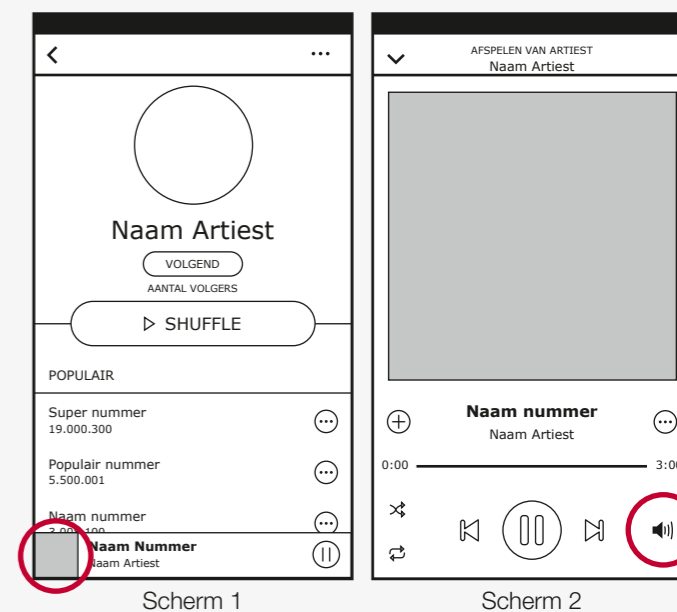 Naam Artiest
VOLGEND
AANTAL VOLGERS
SHUFFLE
POPULAIR
Super nummer
19.000.300
Populair nummer
5.500.001
Naam nummer
Naam Nummer
Naam Artiest
Scherm 1
AFSPELEN VAN ARTIEST
Naam Artiest
Naam nummer
Naam Artiest
0:00
3:00
Scherm 2